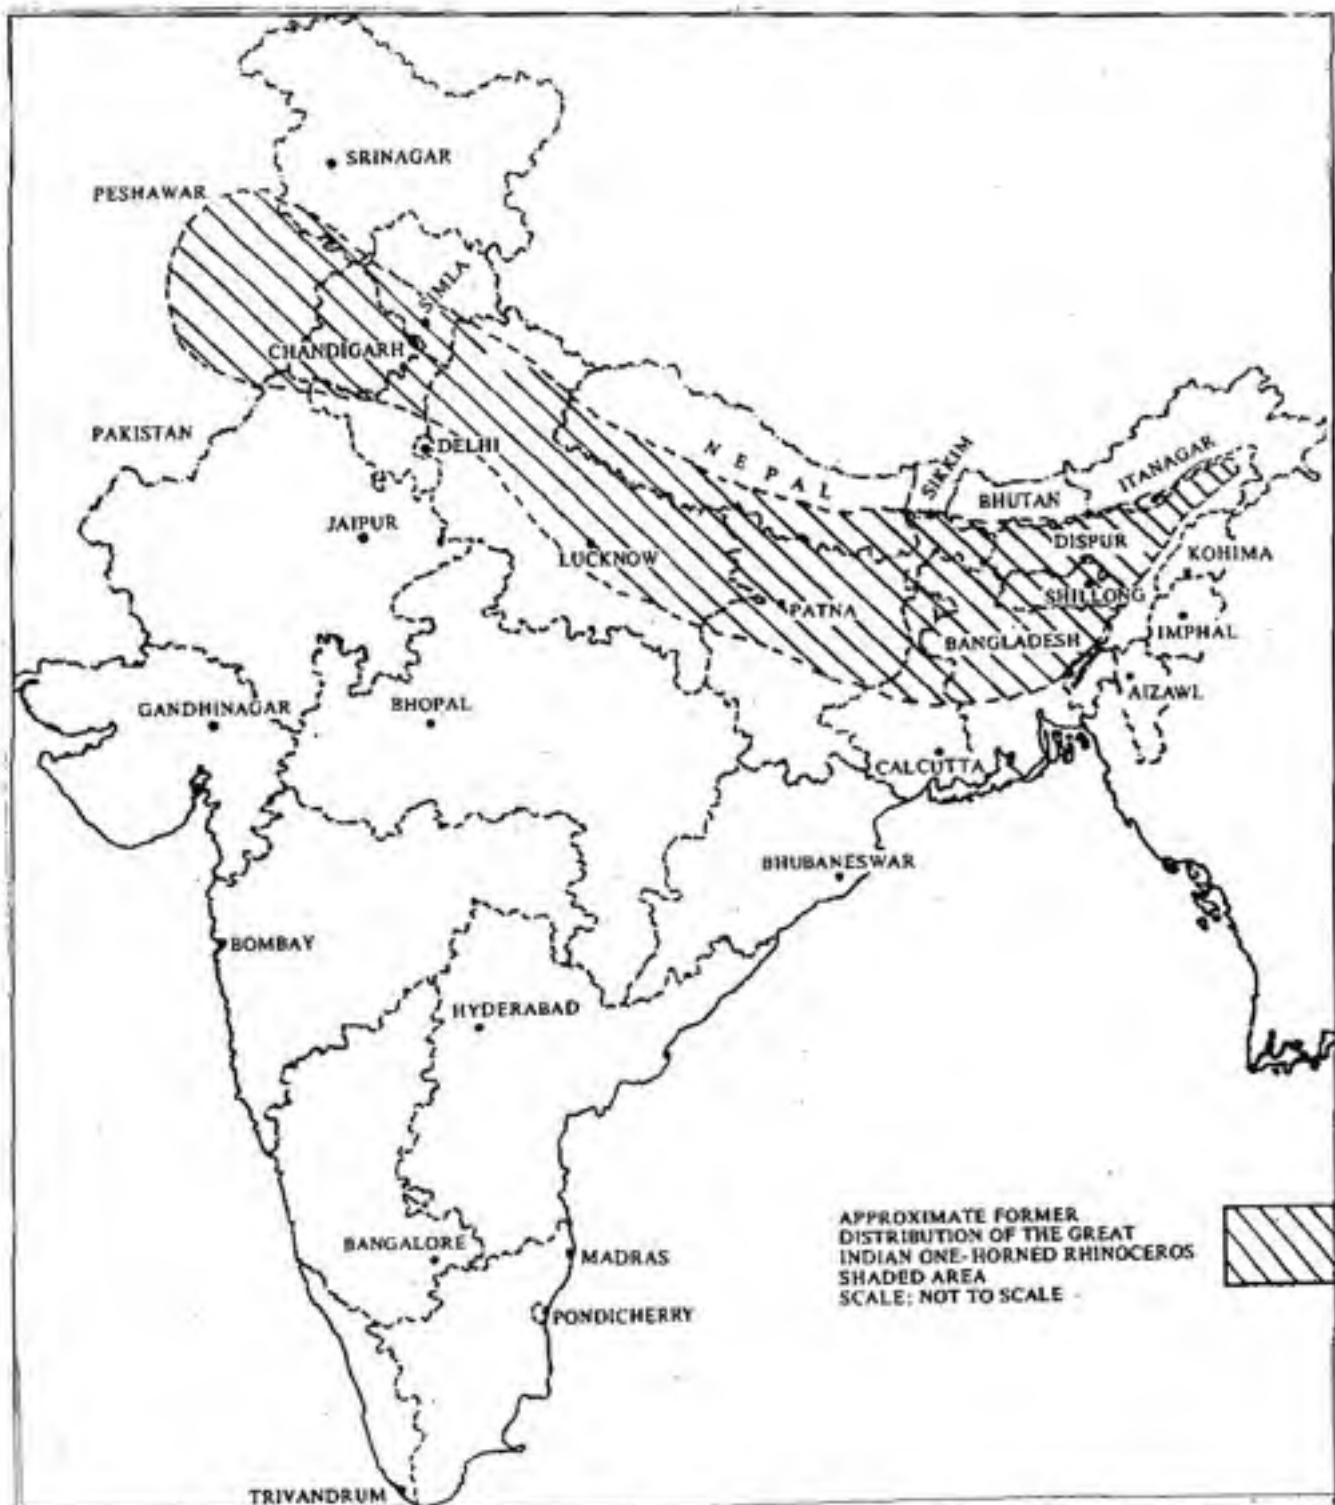 SRINAGAR
PESHAWAR
SIMLA
CHANDIGARH
PAKISTAN
DELHI
NEPAL
SIKKIM
BHUTAN
ITANAGAR
JAIPUR
LUCKNOW
DISPUR
KOHIMA
SHILLONG
PATNA
BANGLADESH
IMPHAL
AIZAWL
GANDHINAGAR
BHOPAL
CALCUTTA
BHUBANESWAR
BOMBAY
HYDERABAD
BANGALORE
MADRAS
PONDICHERRY
TRIVANDRUM
APPROXIMATE FORMER
DISTRIBUTION OF THE GREAT
INDIAN ONE-HORNED RHINOCEROS
SHADED AREA
SCALE; NOT TO SCALE